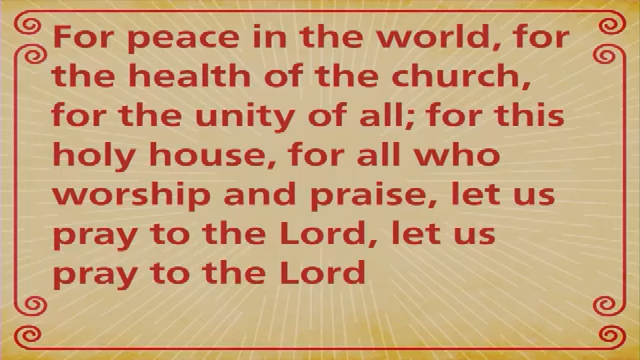 For peace in the world, for
the health of the church,
for the unity of all; for this
holy house, for all who
worship and praise, let us
pray to the Lord, let us
pray to the Lord